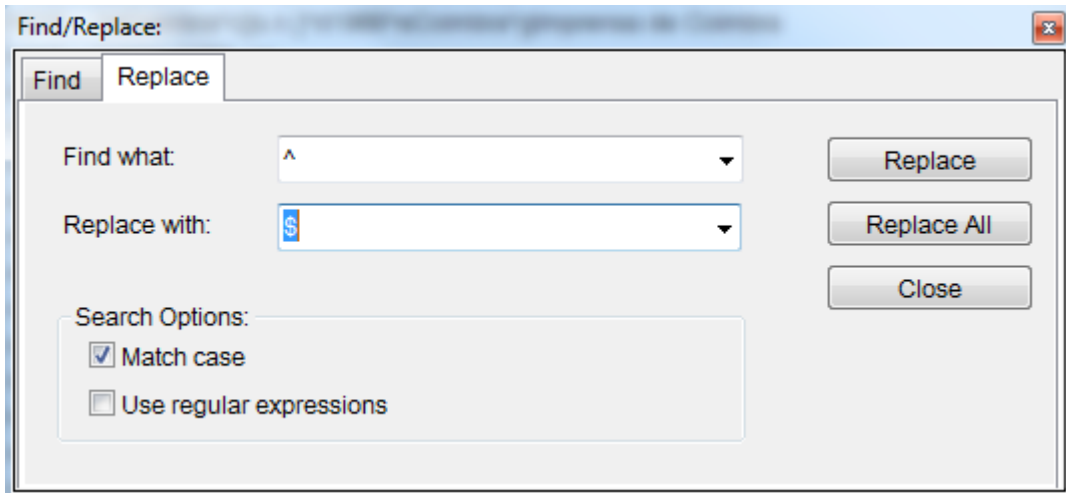 Find/Replace:
Find
Replace
Find what:
^
Replace
Replace with:
$
Replace All
Close
Search Options:
Match case
Use regular expressions